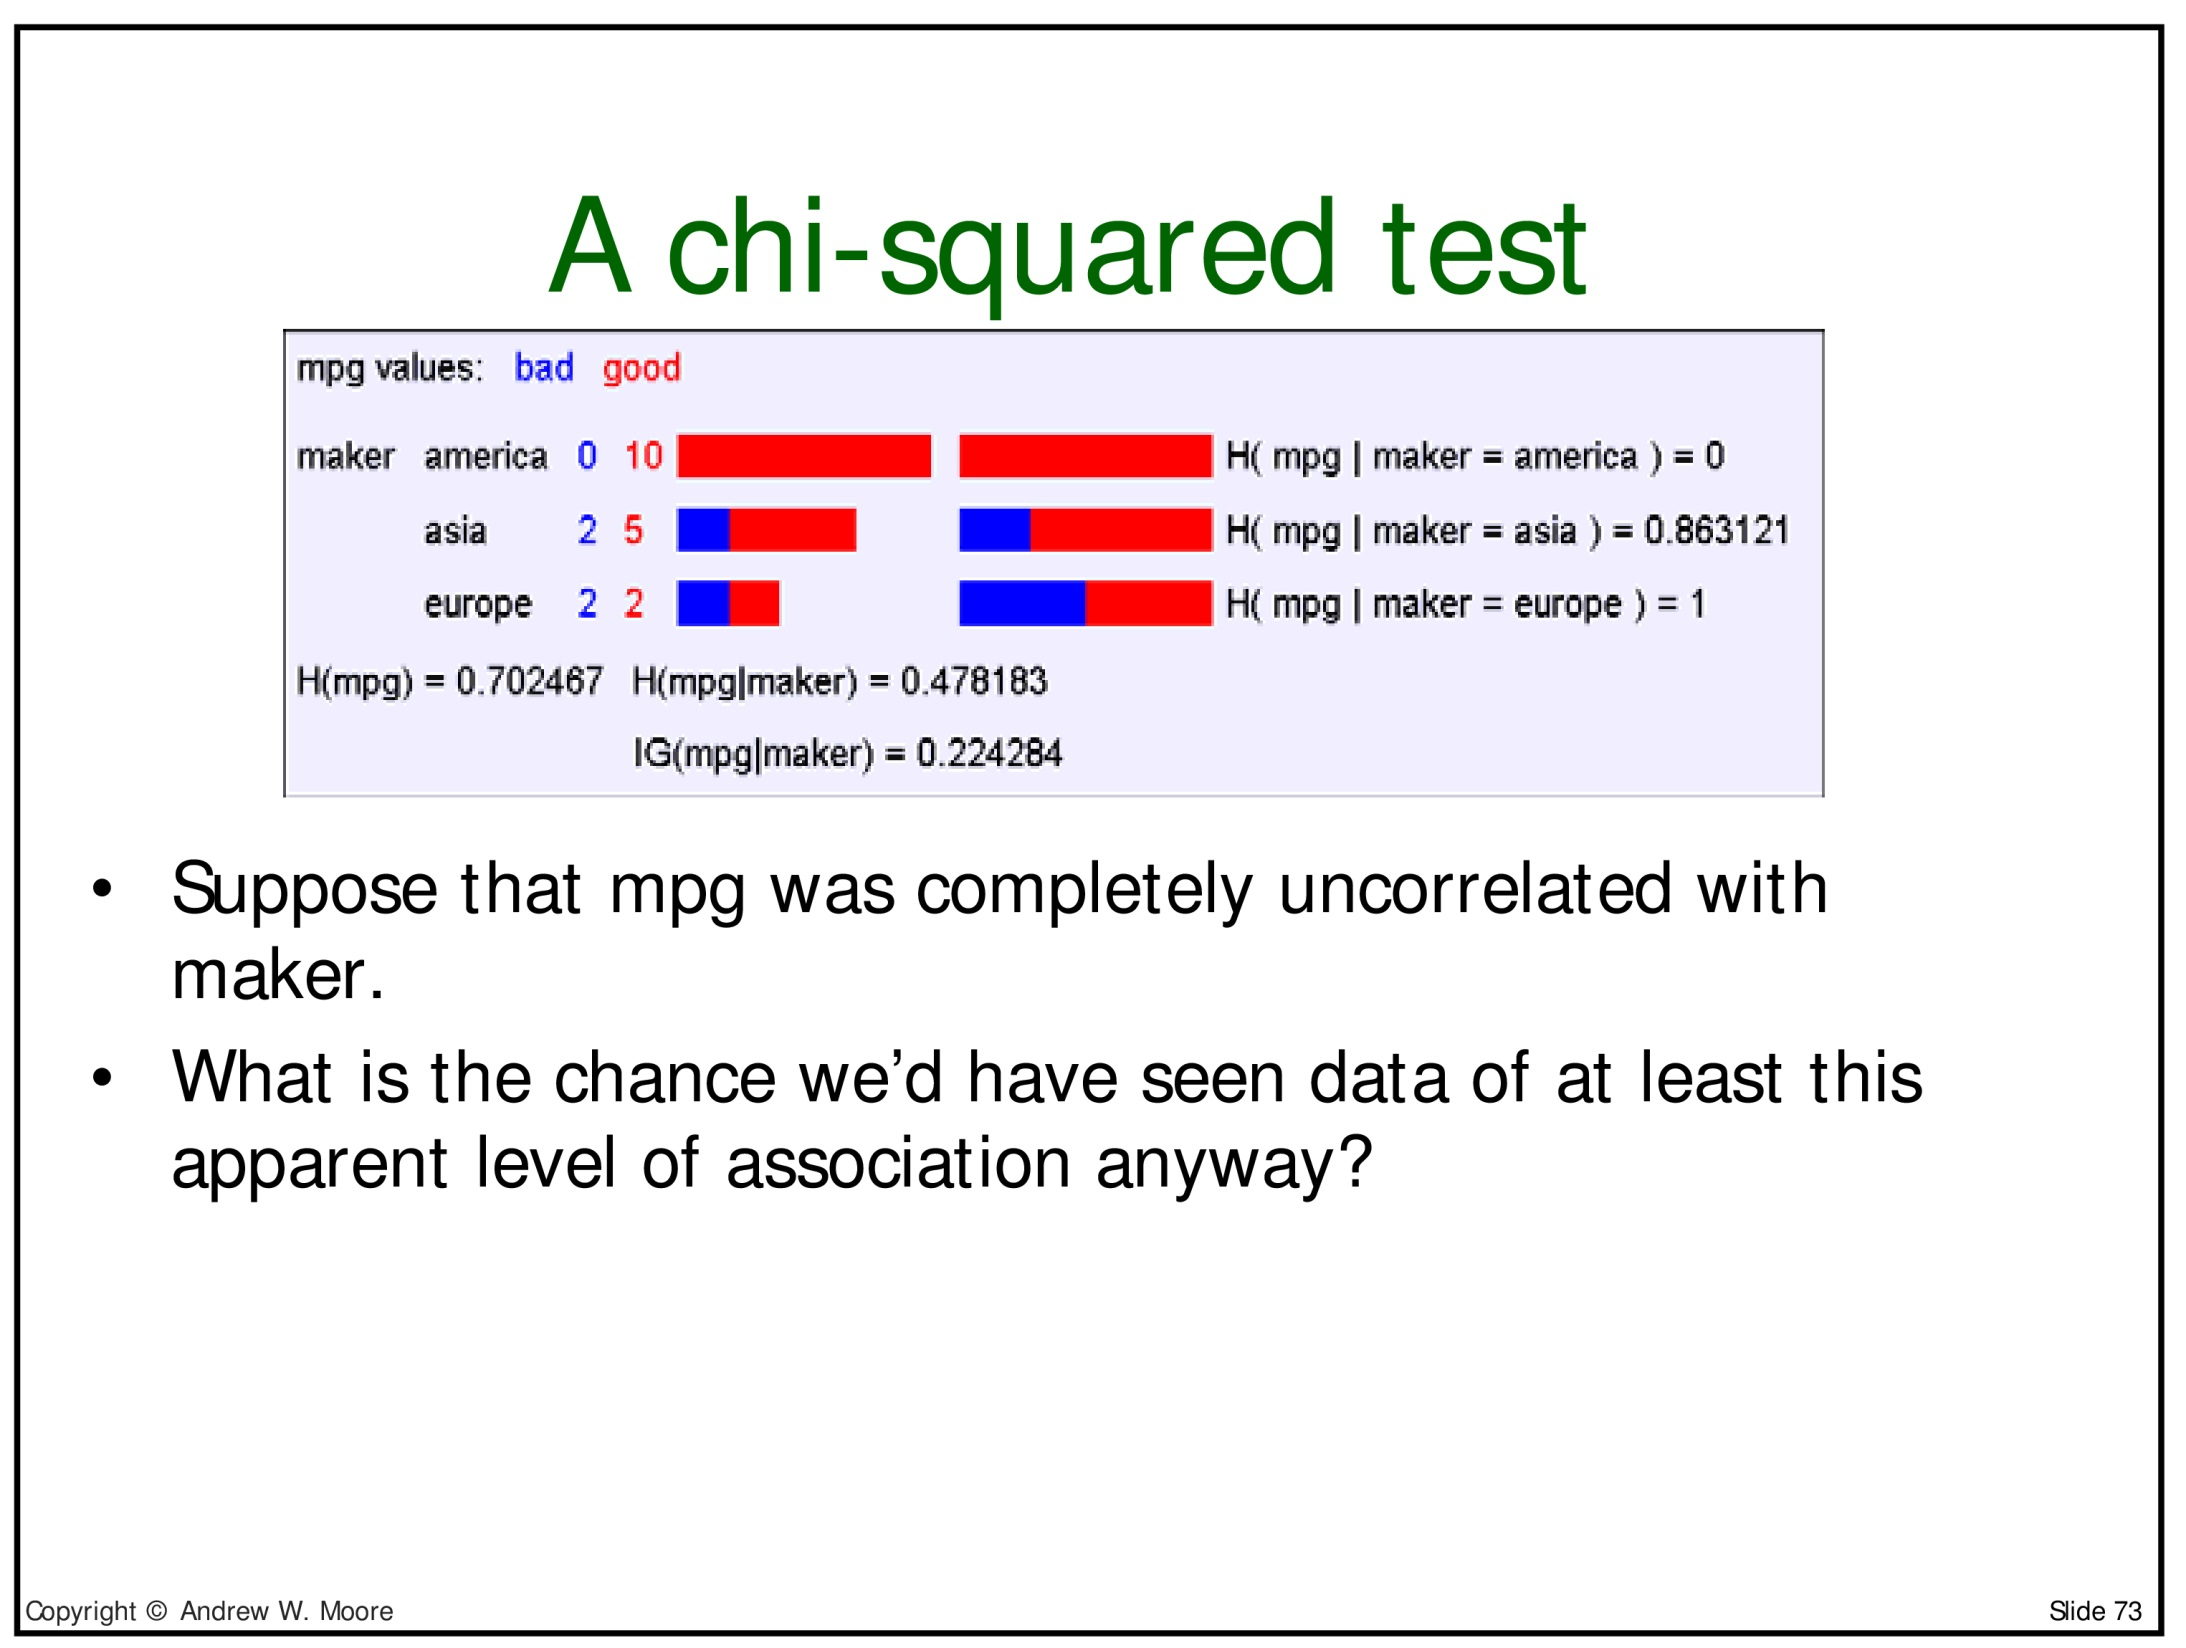 A chi-squared test
mpg values: bad good
maker america 0 10 H( mpg | maker = america ) = 0
asia 2 5 H( mpg | maker = asia ) = 0.863121
europe 2 2 H( mpg | maker = europe ) = 1
H(mpg) = 0.702467 H(mpg|maker) = 0.478183
IG(mpg|maker) = 0.224284
• Suppose that mpg was completely uncorrelated with
maker.
• What is the chance we’d have seen data of at least this
apparent level of association anyway?
Copyright © Andrew W. Moore
Slide 73